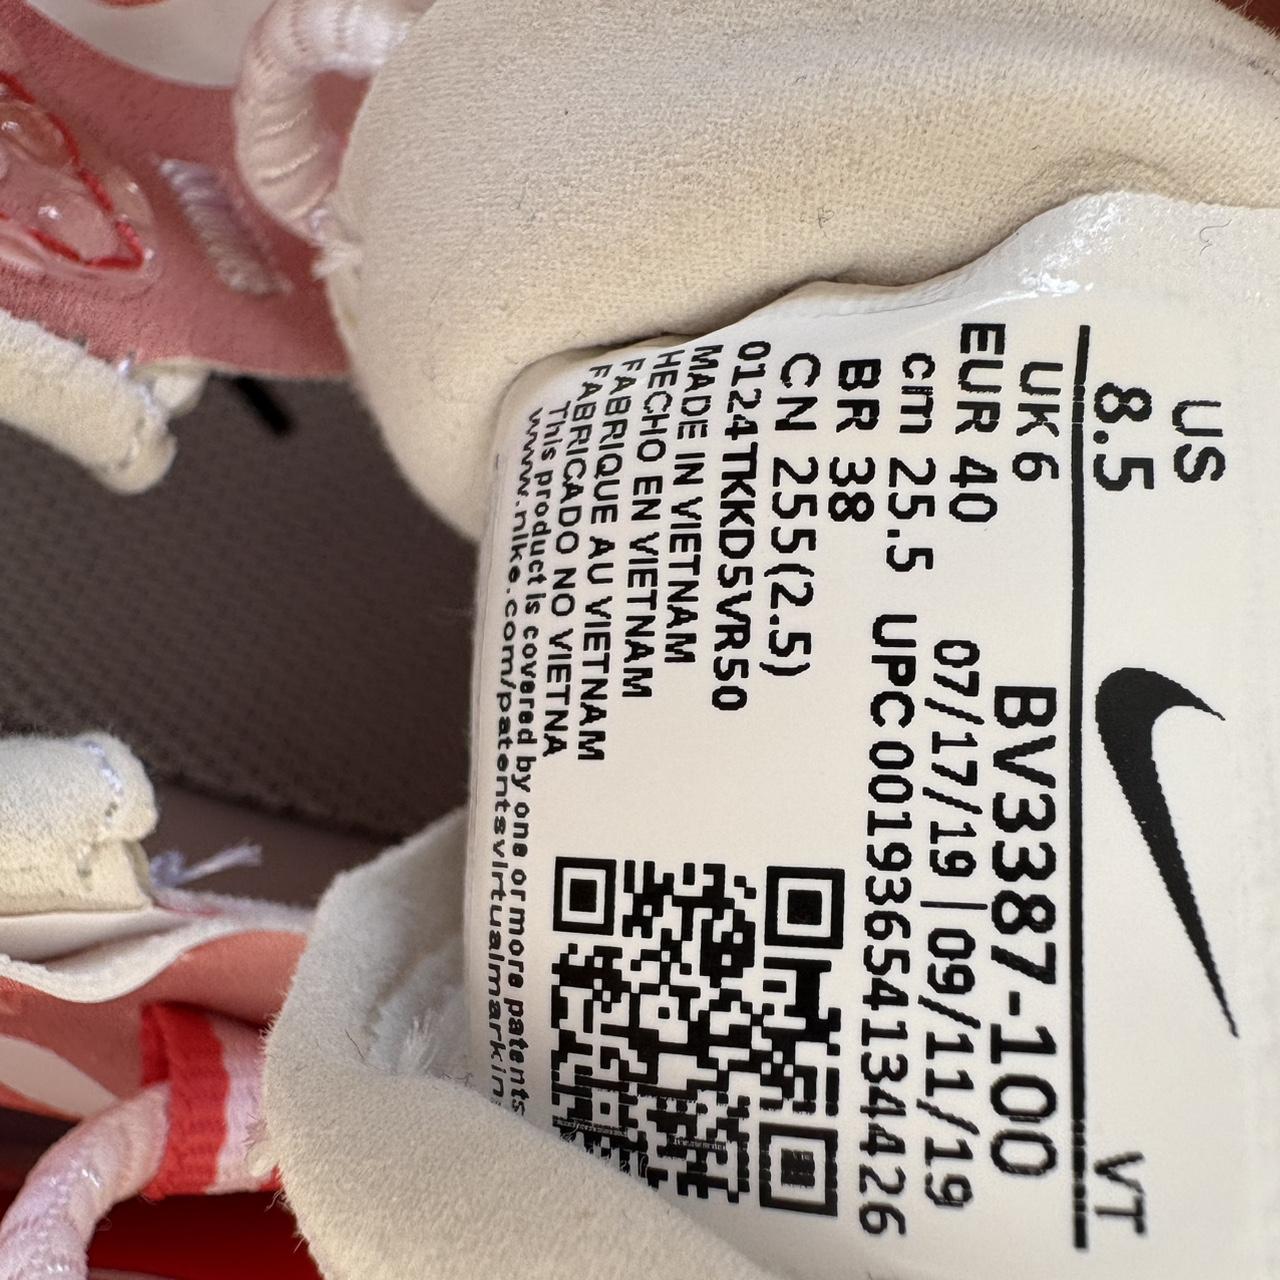 US
8.5
VT
UK 6
EUR 40
BV3387-100
cm 25.5
07/17/19 | 09/11/19
BR 38
UPC 00193654134426
CN 255(2.5)
0124TKKD5VR50
MADE IN VIETNAM
HECHO EN VIETNAM
FABRIQUE AU VIETNAM
FABRICADO NO VIETNA
This product is covered by one or more patents
www.nike.com/patentsvirtualmarkin